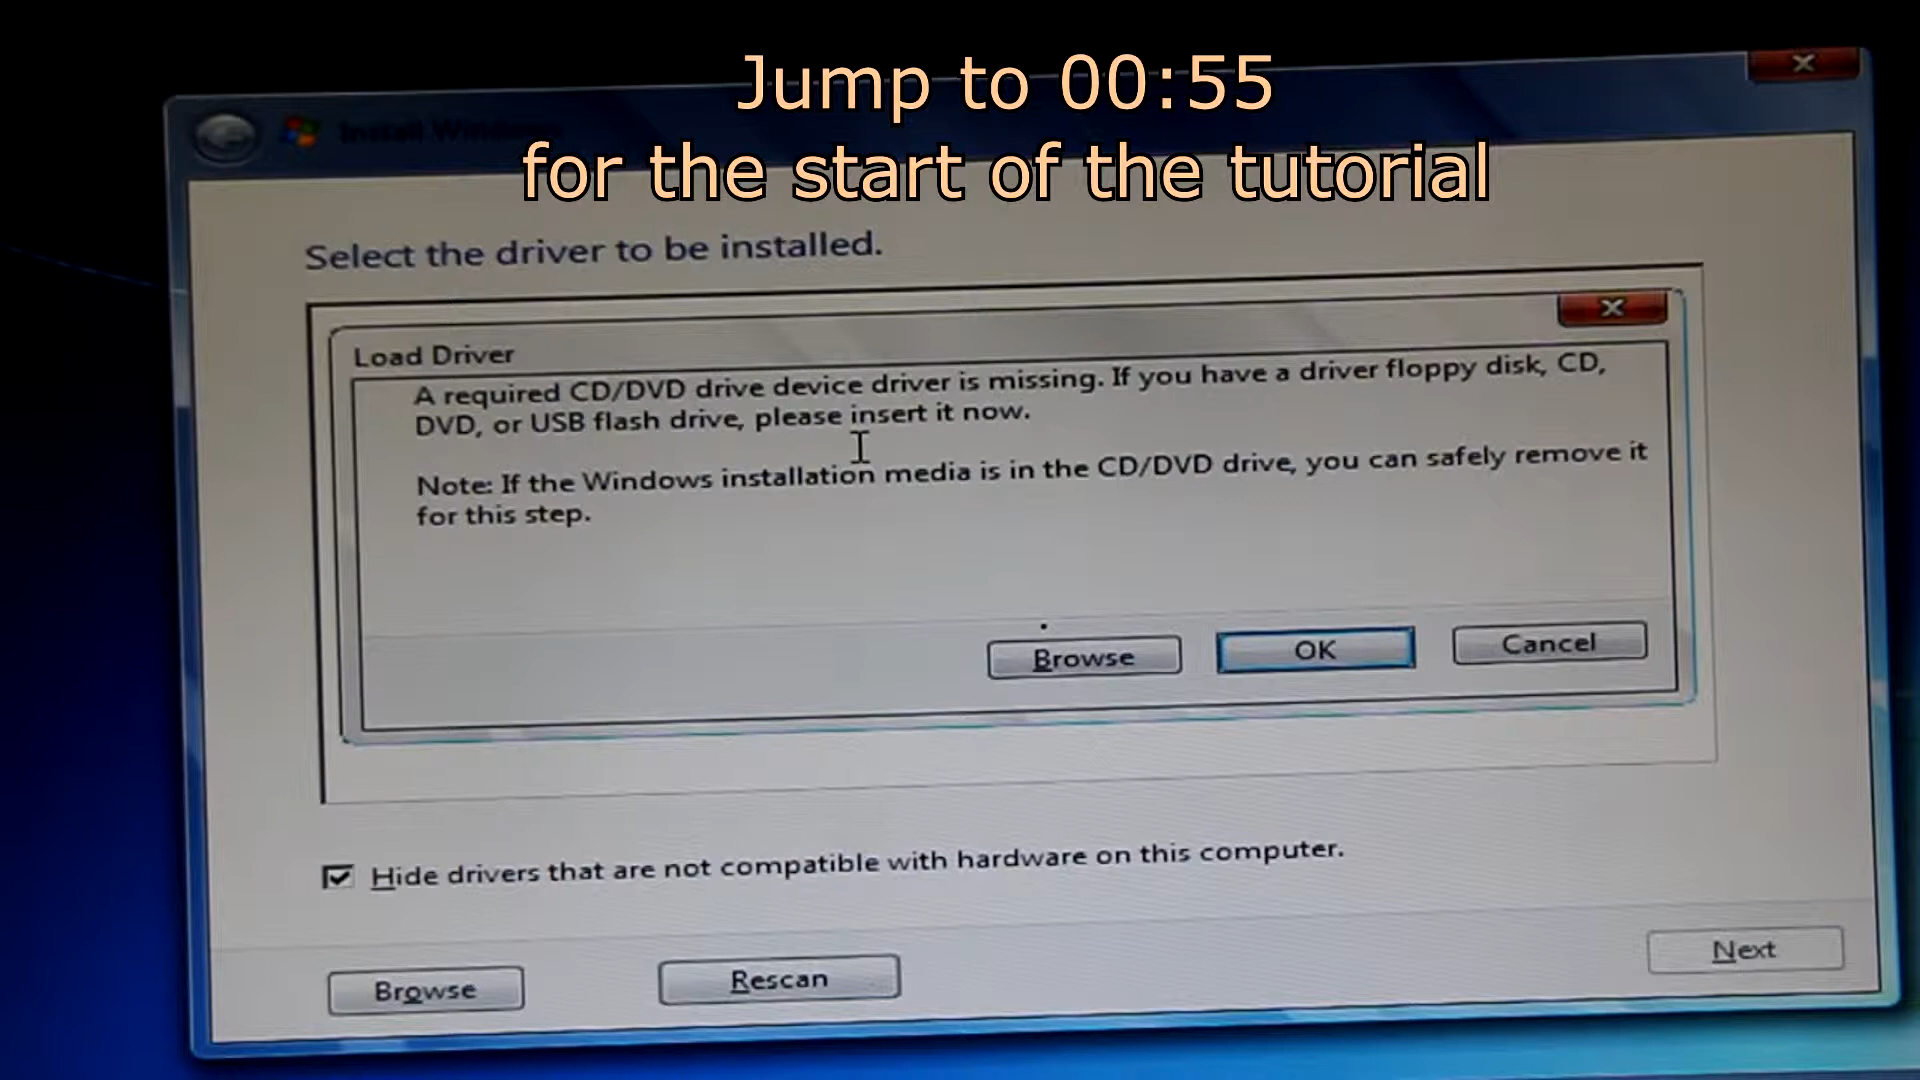 Jump to 00:55
for the start of the tutorial
Install Windows
Select the driver to be installed.
Load Driver
A required CD/DVD drive device driver is missing. If you have a driver floppy disk, CD,
DVD, or USB flash drive, please insert it now.
Note: If the Windows installation media is in the CD/DVD drive, you can safely remove it
for this step.
Browse
OK
Cancel
Hide drivers that are not compatible with hardware on this computer.
Browse
Rescan
Next